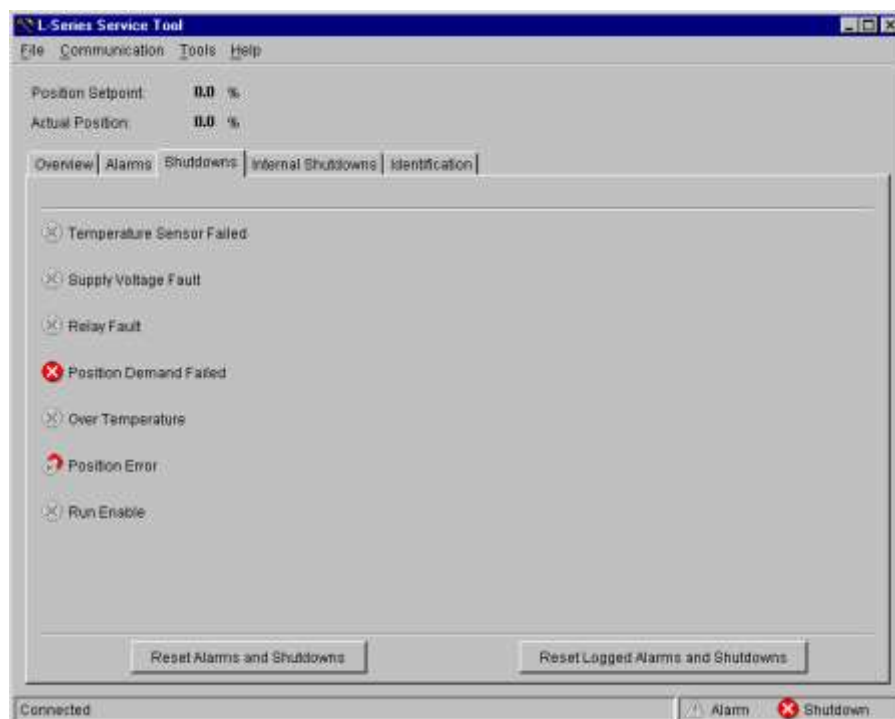 L-Series Service Tool
File Communication Tools Help
Position Setpoint: 0.0 %
Actual Position: 0.0 %
Overview Alarms Shutdowns Internal Shutdowns Identification
Temperature Sensor Failed
Supply Voltage Fault
Relay Fault
Position Demand Failed
Over Temperature
Position Error
Run Enable
Reset Alarms and Shutdowns Reset Logged Alarms and Shutdowns
Connected Alarm Shutdown